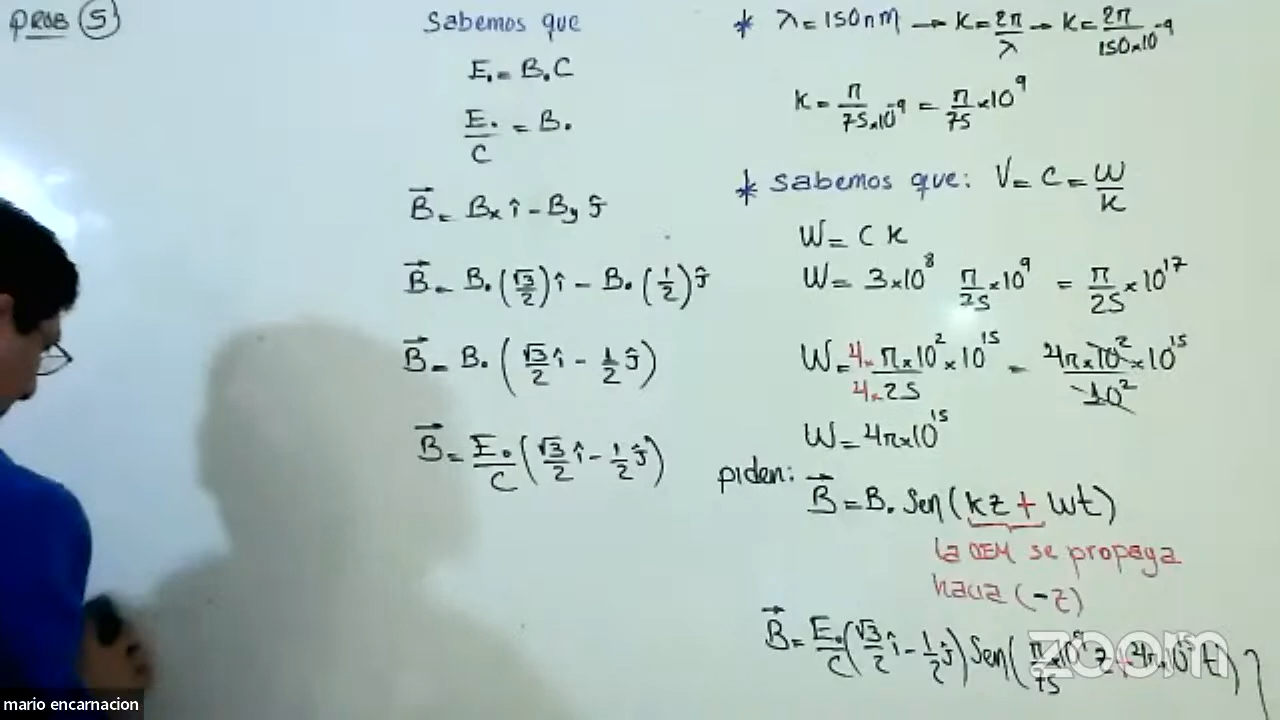 PROB (5)
Sabemos que
E₀ = B₀C
E₀/C = B₀
B⃗ = Bx î - By ĵ
B⃗ = B₀(√3/2)î - B₀(1/2)ĵ
B⃗ = B₀(√3/2 î - 1/2 ĵ)
B⃗ = E₀/C (√3/2 î - 1/2 ĵ)
* λ = 150nm → K = 2π/λ → K = 2π/150×10⁻⁹
K = π/75×10⁻⁹ = π/75 ×10⁹
* Sabemos que: V = C = W/K
W = C K
W = 3×10⁸ π/75 ×10⁹ = π/25 ×10¹⁷
W = 4×π×10²×10¹⁵/4×25 = 4π×10²×10¹⁵/10²
W = 4π×10¹⁵
piden:
B⃗ = B₀ Sen(kz + wt)
la OEM se propaga
hacia (-z)
B⃗ = E₀/C (√3/2 î - 1/2 ĵ) Sen(π/75 ×10⁹ z + 4π×10¹⁵ t)
zoom
mario encarnacion